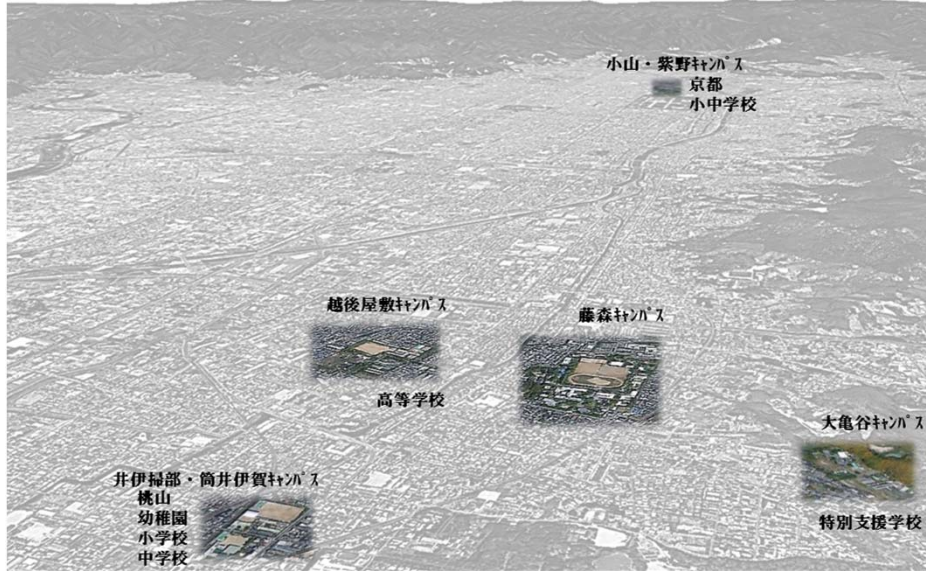 小山・紫野ｷｬﾝﾊﾟｽ
京都
小中学校
越後屋敷ｷｬﾝﾊﾟｽ
高等学校
藤森ｷｬﾝﾊﾟｽ
大亀谷ｷｬﾝﾊﾟｽ
特別支援学校
井伊掃部・筒井伊賀ｷｬﾝﾊﾟｽ
桃山
幼稚園
小学校
中学校